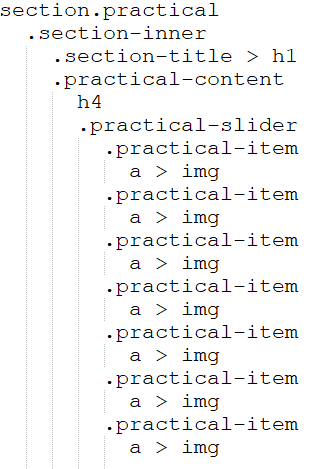 section.practical
.section-inner
.section-title > h1
.practical-content
h4
.practical-slider
.practical-item
a > img
.practical-item
a > img
.practical-item
a > img
.practical-item
a > img
.practical-item
a > img
.practical-item
a > img
.practical-item
a > img